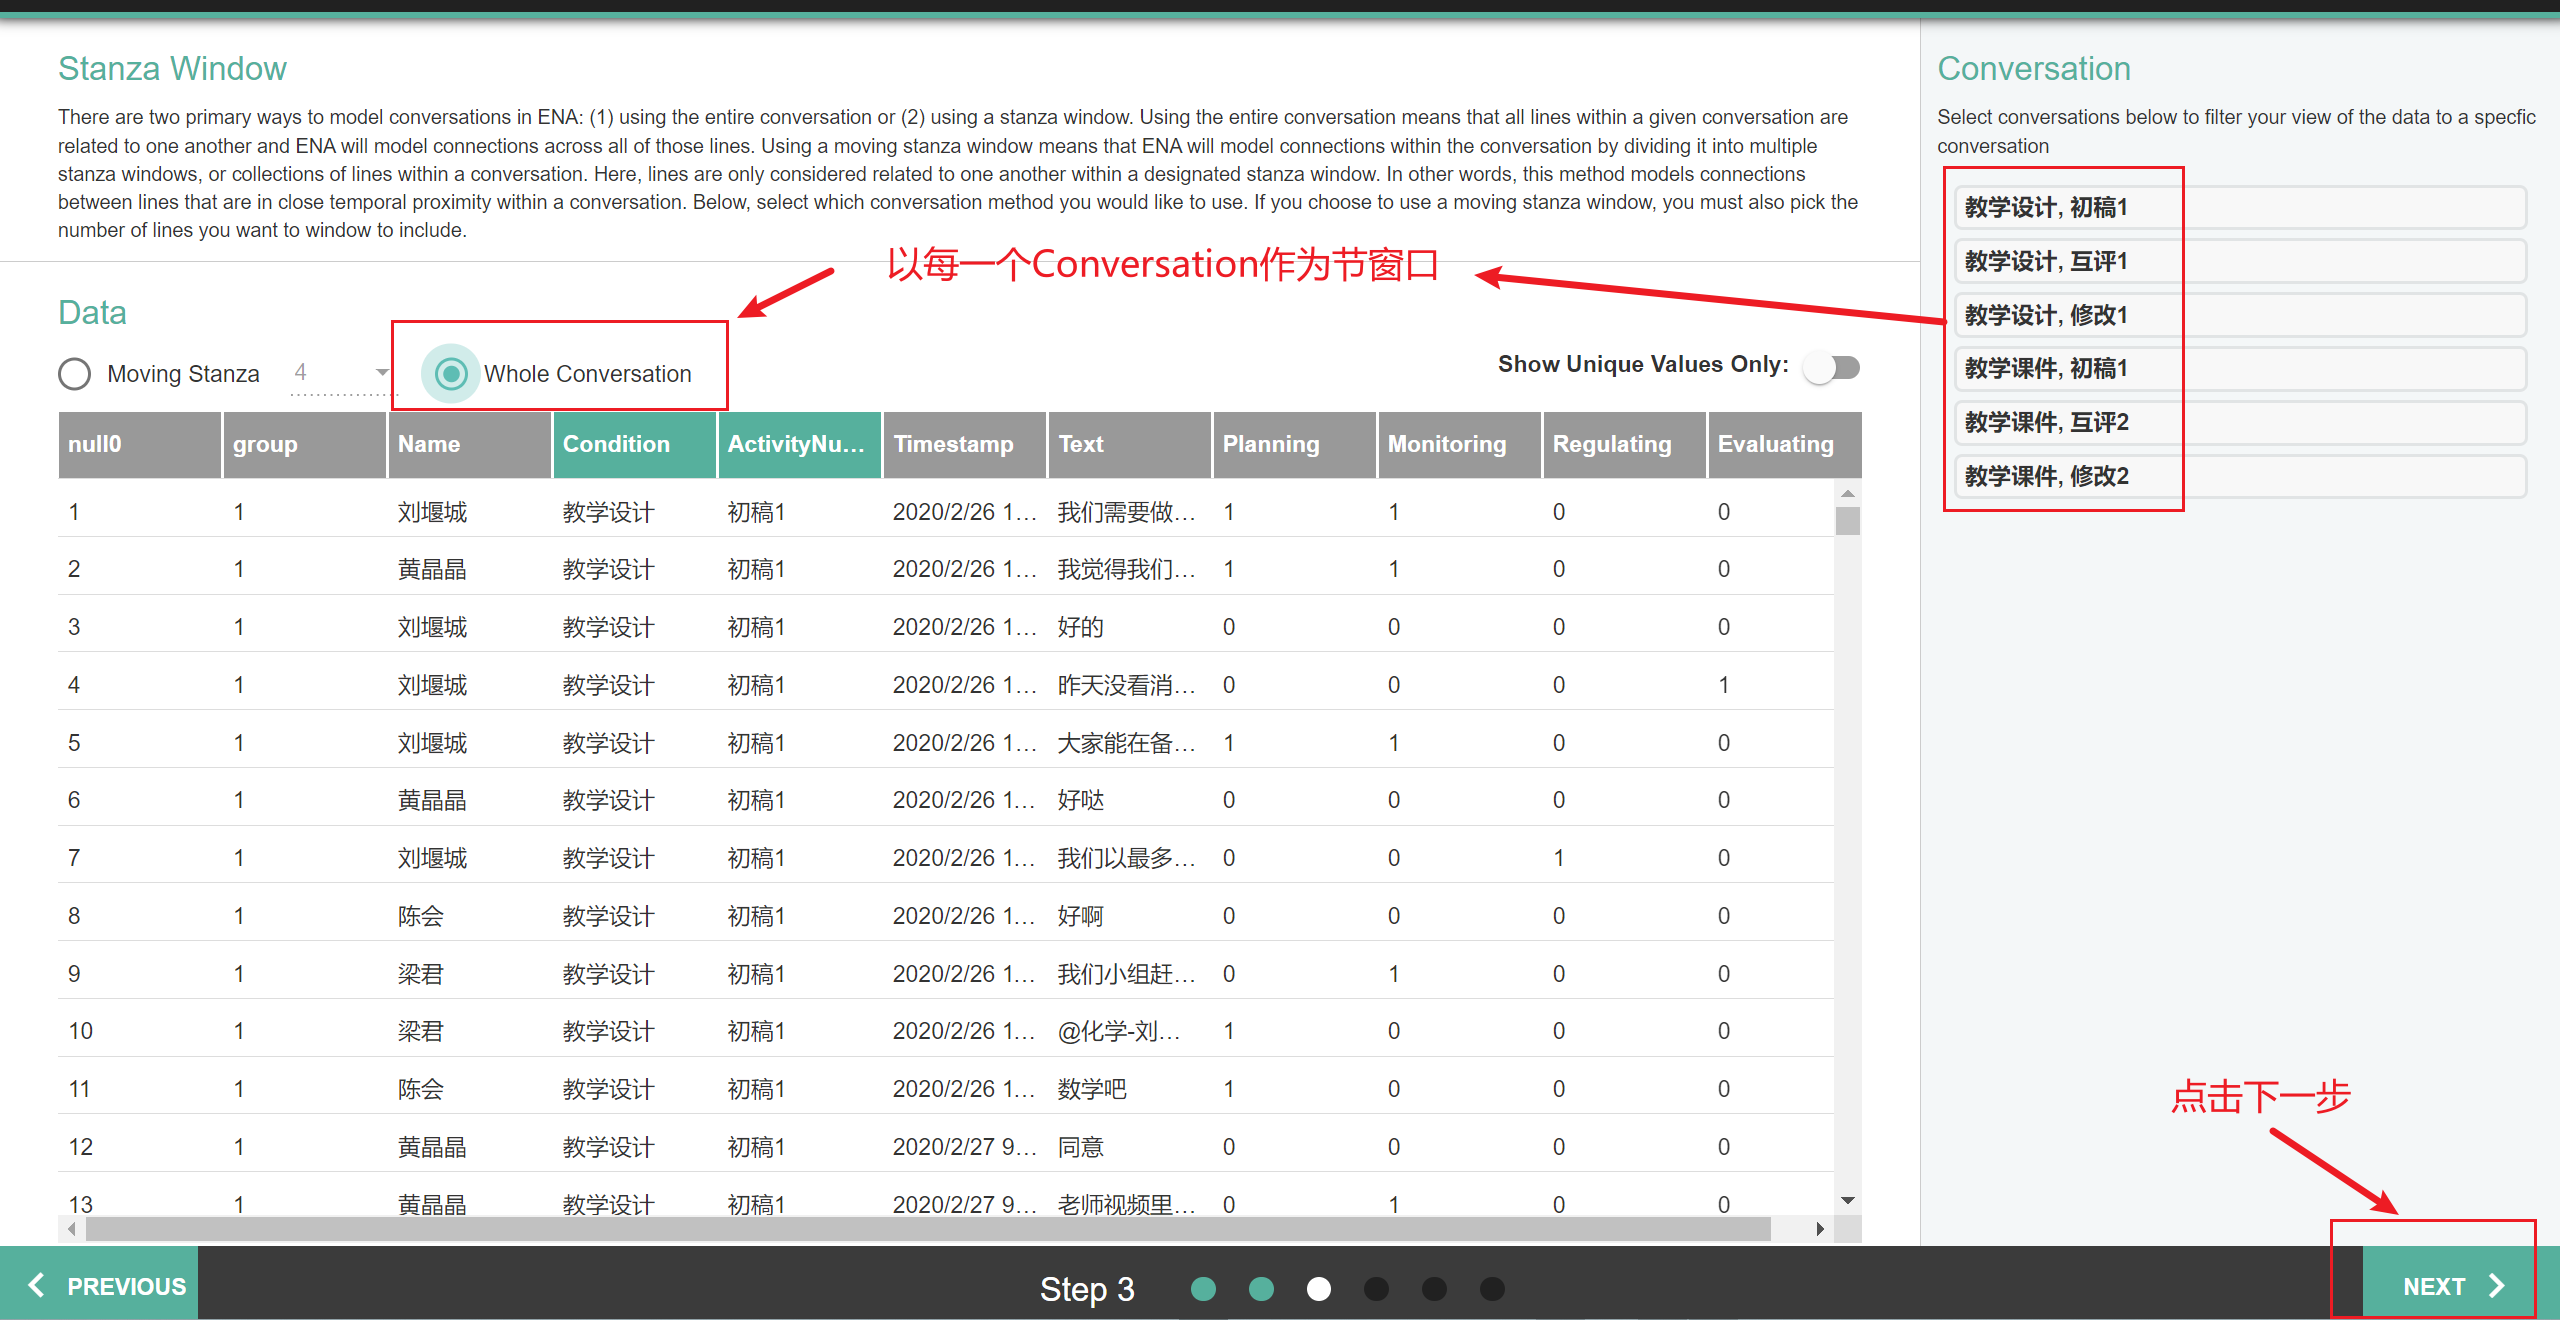 Stanza Window
There are two primary ways to model conversations in ENA: (1) using the entire conversation or (2) using a stanza window. Using the entire conversation means that all lines within a given conversation are
related to one another and ENA will model connections across all of those lines. Using a moving stanza window means that ENA will model connections within the conversation by dividing it into multiple
stanza windows, or collections of lines within a conversation. Here, lines are only considered related to one another within a designated stanza window. In other words, this method models connections
between lines that are in close temporal proximity within a conversation. Below, select which conversation method you would like to use. If you choose to use a moving stanza window, you must also pick the
number of lines you want to window to include.
以每一个Conversation作为节窗口
Data
Moving Stanza 4 Whole Conversation Show Unique Values Only:
null0 group Name Condition ActivityNu... Timestamp Text Planning Monitoring Regulating Evaluating
1 1 刘堰城 教学设计 初稿1 2020/2/26 1... 我们需要做... 1 1 0 0
2 1 黄晶晶 教学设计 初稿1 2020/2/26 1... 我觉得我们... 1 1 0 0
3 1 刘堰城 教学设计 初稿1 2020/2/26 1... 好的 0 0 0 0
4 1 刘堰城 教学设计 初稿1 2020/2/26 1... 昨天没看消... 0 0 0 1
5 1 刘堰城 教学设计 初稿1 2020/2/26 1... 大家能在备... 1 1 0 0
6 1 黄晶晶 教学设计 初稿1 2020/2/26 1... 好哒 0 0 0 0
7 1 刘堰城 教学设计 初稿1 2020/2/26 1... 我们以最多... 0 0 1 0
8 1 陈会 教学设计 初稿1 2020/2/26 1... 好啊 0 0 0 0
9 1 梁君 教学设计 初稿1 2020/2/26 1... 我们小组赶... 0 1 0 0
10 1 梁君 教学设计 初稿1 2020/2/26 1... @化学-刘... 1 0 0 0
11 1 陈会 教学设计 初稿1 2020/2/26 1... 数学吧 1 0 0 0
12 1 黄晶晶 教学设计 初稿1 2020/2/27 9... 同意 0 0 0 0
13 1 黄晶晶 教学设计 初稿1 2020/2/27 9... 老师视频里... 0 1 0 0
Conversation
Select conversations below to filter your view of the data to a specfic
conversation
教学设计, 初稿1
教学设计, 互评1
教学设计, 修改1
教学课件, 初稿1
教学课件, 互评2
教学课件, 修改2
点击下一步
PREVIOUS Step 3 NEXT